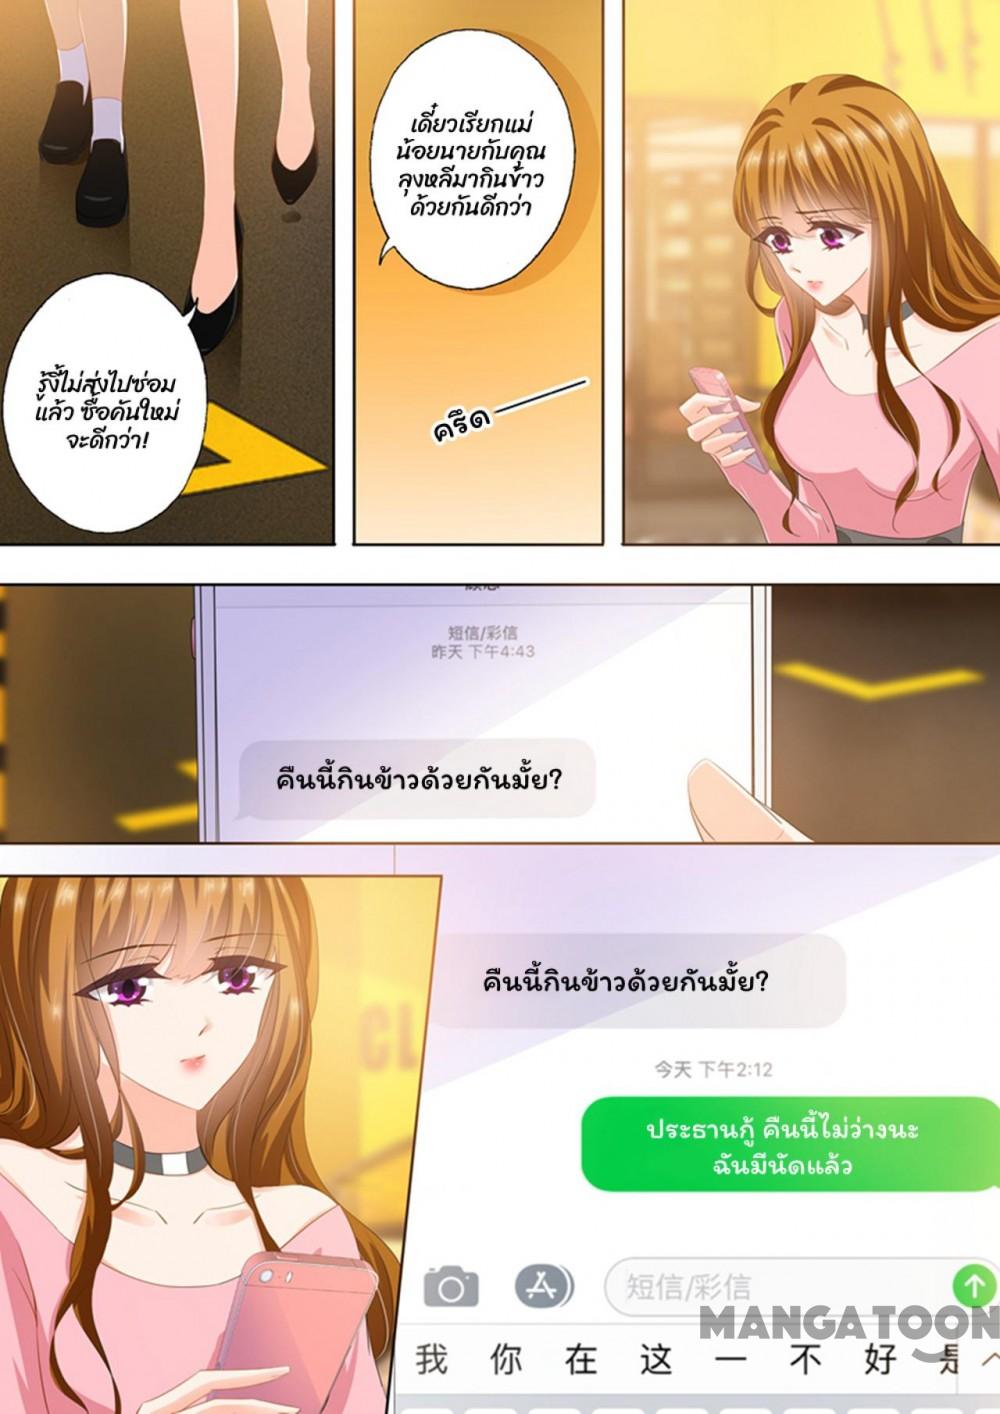 เดี๋ยวเรียกแม่
น้อยนายกับคุณ
ลุงหลีมากินข้าว
ด้วยกันดีกว่า
รู้งี้ไม่ส่งไปซ่อม
แล้ว ซื้อคันใหม่
จะดีกว่า!
ครึด
短信/彩信
昨天 下午4:43
คืนนี้กินข้าวด้วยกันมั้ย?
CL
คืนนี้กินข้าวด้วยกันมั้ย?
今天 下午2:12
ประธานกู้ คืนนี้ไม่ว่างนะ
ฉันมีนัดแล้ว
短信/彩信
MANGATOON
我 你 在 这 一 不 好 是